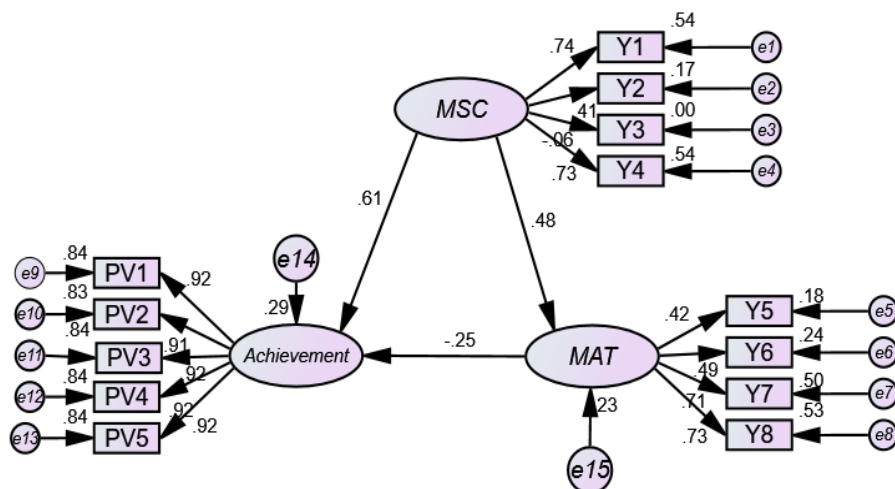 .54
.74
Y1
e1
.17
Y2
e2
MSC
.41
.00
Y3
e3
-.06
.54
Y4
e4
.73
.61
.48
e14
.84
e9
PV1
.92
.83
e10
PV2
.29
.84
e11
PV3
.91
Achievement
-.25
MAT
.84
e12
PV4
.92
.84
e13
PV5
.92
.92
.42
Y5
.18
e5
Y6
.24
e6
.49
Y7
.50
e7
.71
Y8
.53
e8
.73
.23
e15